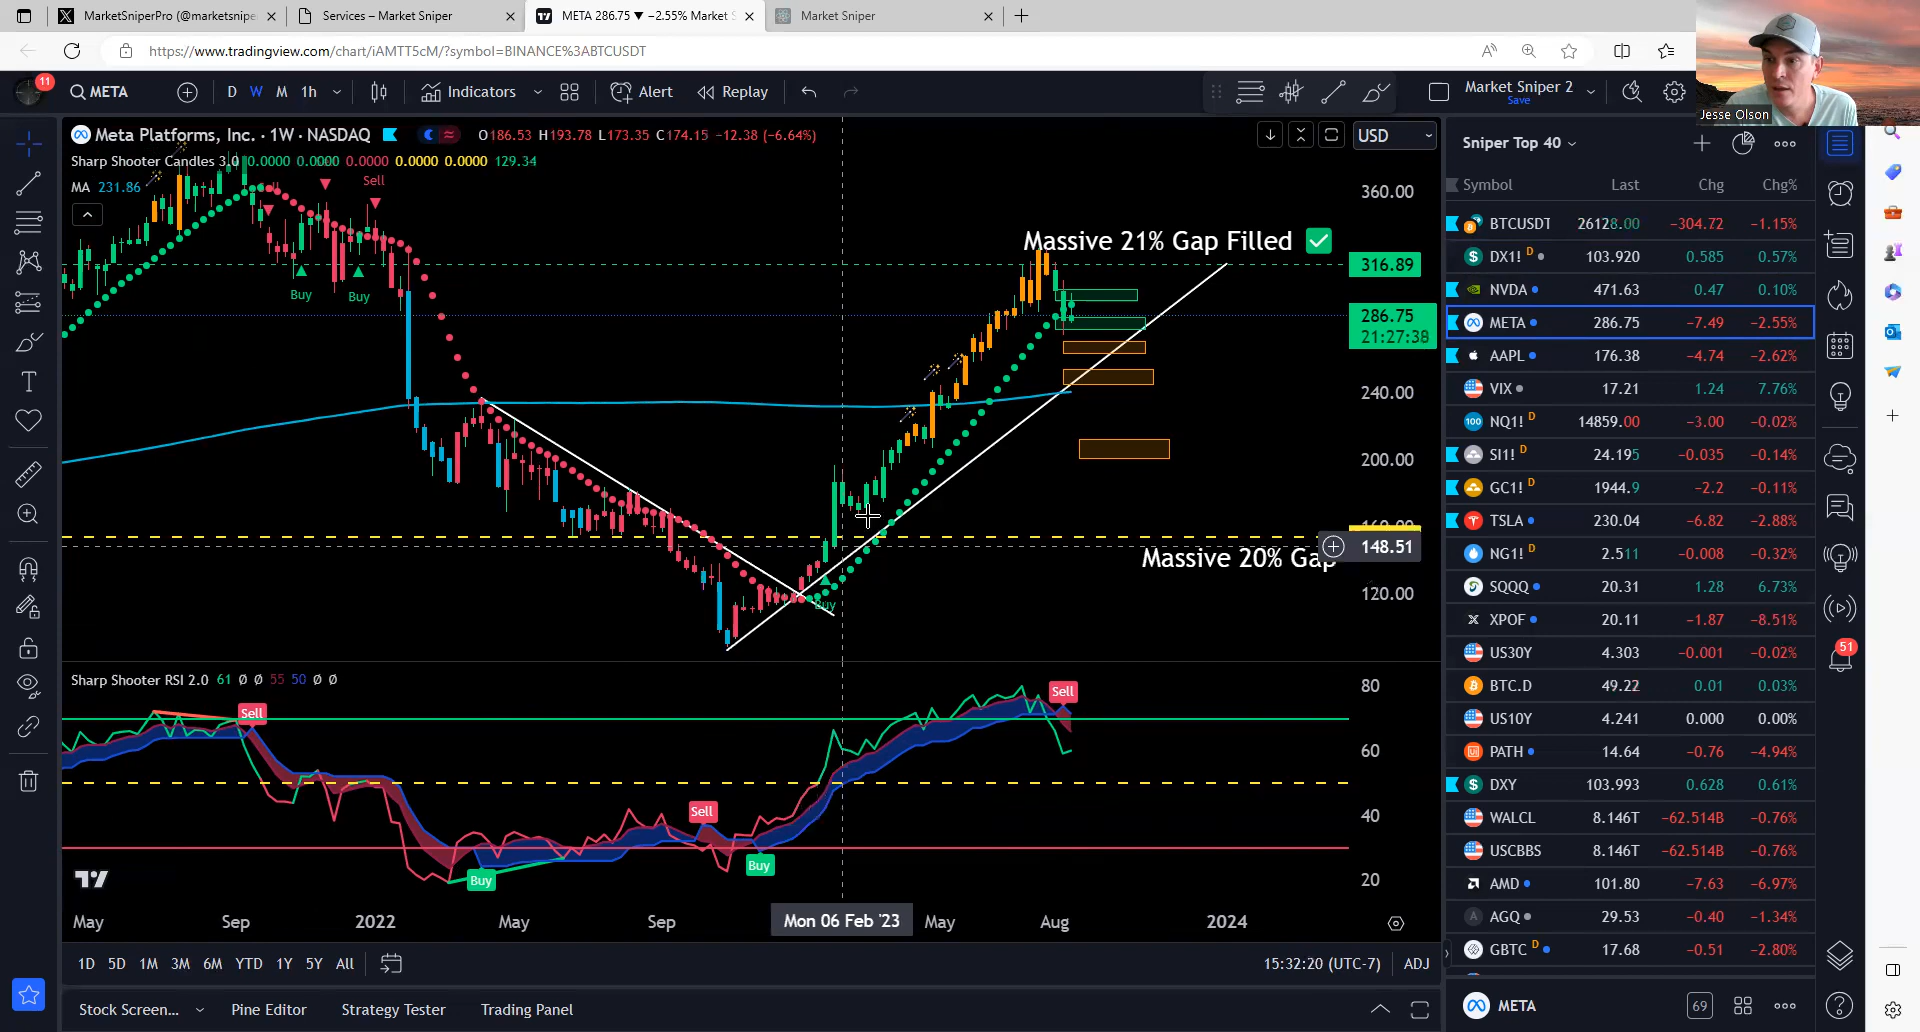 MarketSniperPro (@marketsnipe
Services – Market Sniper
META 286.75 ▼ −2.55% Market S
Market Sniper
https://www.tradingview.com/chart/iAMTT5cM/?symbol=BINANCE%3ABTCUSDT
Jesse Olson
11
META
D W M 1h
Indicators
Alert
Replay
Market Sniper 2
Save
Meta Platforms, Inc. · 1W · NASDAQ
O186.53 H193.78 L173.35 C174.15 −12.38 (−6.64%)
USD
Sharp Shooter Candles 3.0 0.0000 0.0000 0.0000 0.0000 0.0000 129.34
MA 231.86
Sell
Buy
Buy
Buy
Massive 21% Gap Filled ✅
Massive 20% Gap
360.00
316.89
286.75
21:27:38
240.00
200.00
160.00
148.51
120.00
Sharp Shooter RSI 2.0 61 Ø Ø 55 50 Ø Ø
Sell
Buy
Sell
Buy
Sell
80
60
40
20
May
Sep
2022
May
Sep
Mon 06 Feb '23
May
Aug
2024
1D 5D 1M 3M 6M YTD 1Y 5Y All
15:32:20 (UTC-7)
ADJ
Stock Screen...
Pine Editor
Strategy Tester
Trading Panel
Sniper Top 40
Symbol Last Chg Chg%
BTCUSDT 26128.00 −304.72 −1.15%
DX1! D 103.920 0.585 0.57%
NVDA 471.63 0.47 0.10%
META 286.75 −7.49 −2.55%
AAPL 176.38 −4.74 −2.62%
VIX 17.21 1.24 7.76%
NQ1! D 14859.00 −3.00 −0.02%
SI1! D 24.195 −0.035 −0.14%
GC1! D 1944.9 −2.2 −0.11%
TSLA 230.04 −6.82 −2.88%
NG1! D 2.511 −0.008 −0.32%
SQQQ 20.31 1.28 6.73%
XPOF 20.11 −1.87 −8.51%
US30Y 4.303 −0.001 −0.02%
BTC.D 49.22 0.01 0.03%
US10Y 4.241 0.000 0.00%
PATH 14.64 −0.76 −4.94%
DXY 103.993 0.628 0.61%
WALCL 8.146T −62.514B −0.76%
USCBBS 8.146T −62.514B −0.76%
AMD 101.80 −7.63 −6.97%
AGQ 29.53 −0.40 −1.34%
GBTC D 17.68 −0.51 −2.80%
META
69
51